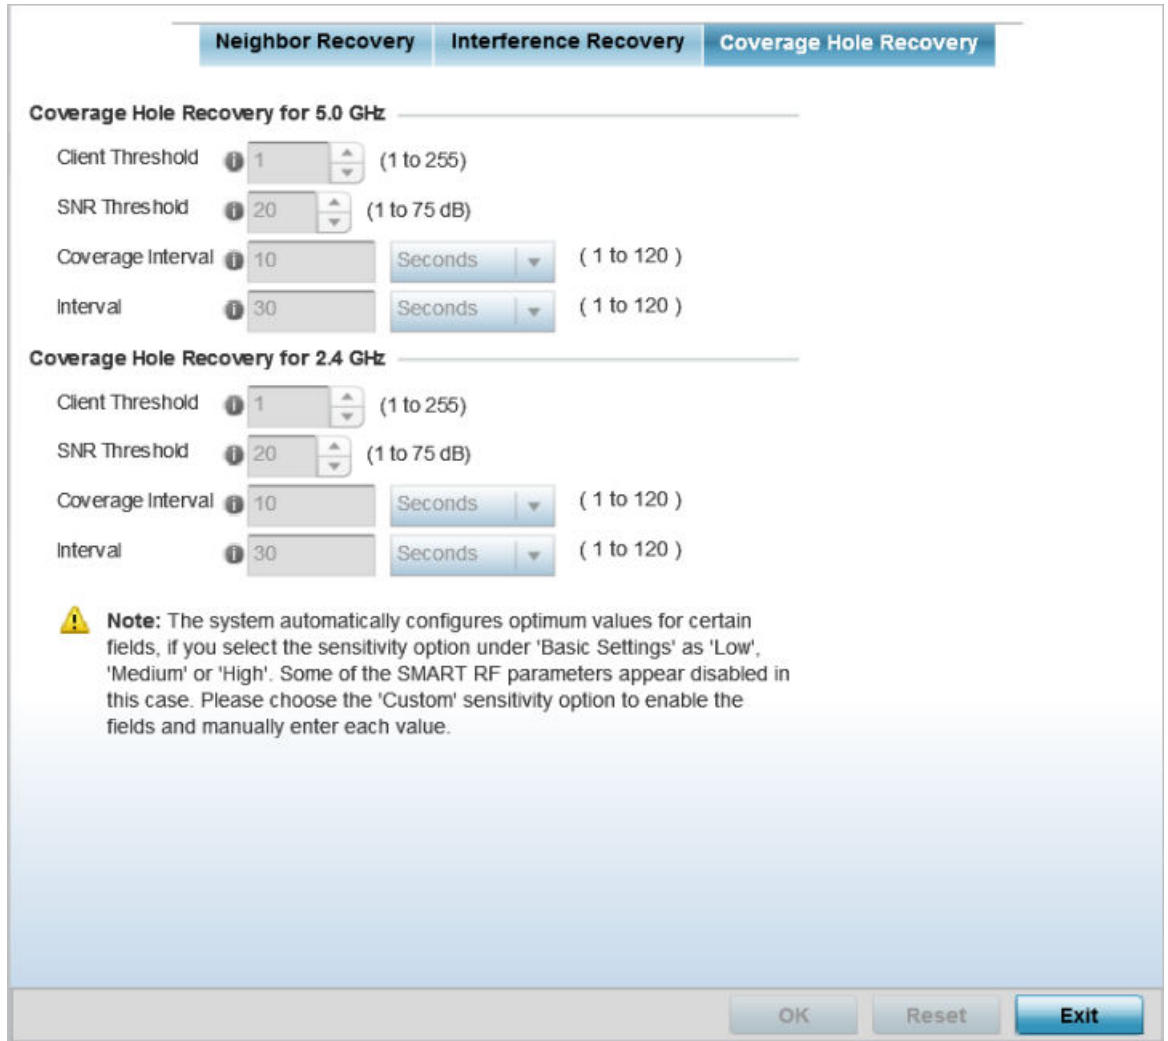 Neighbor Recovery Interference Recovery Coverage Hole Recovery
Coverage Hole Recovery for 5.0 GHz
Client Threshold 1 (1 to 255)
SNR Threshold 20 (1 to 75 dB)
Coverage Interval 10 Seconds ( 1 to 120 )
Interval 30 Seconds ( 1 to 120 )
Coverage Hole Recovery for 2.4 GHz
Client Threshold 1 (1 to 255)
SNR Threshold 20 (1 to 75 dB)
Coverage Interval 10 Seconds ( 1 to 120 )
Interval 30 Seconds ( 1 to 120 )
Note: The system automatically configures optimum values for certain
fields, if you select the sensitivity option under 'Basic Settings' as 'Low',
'Medium' or 'High'. Some of the SMART RF parameters appear disabled in
this case. Please choose the 'Custom' sensitivity option to enable the
fields and manually enter each value.
OK Reset Exit